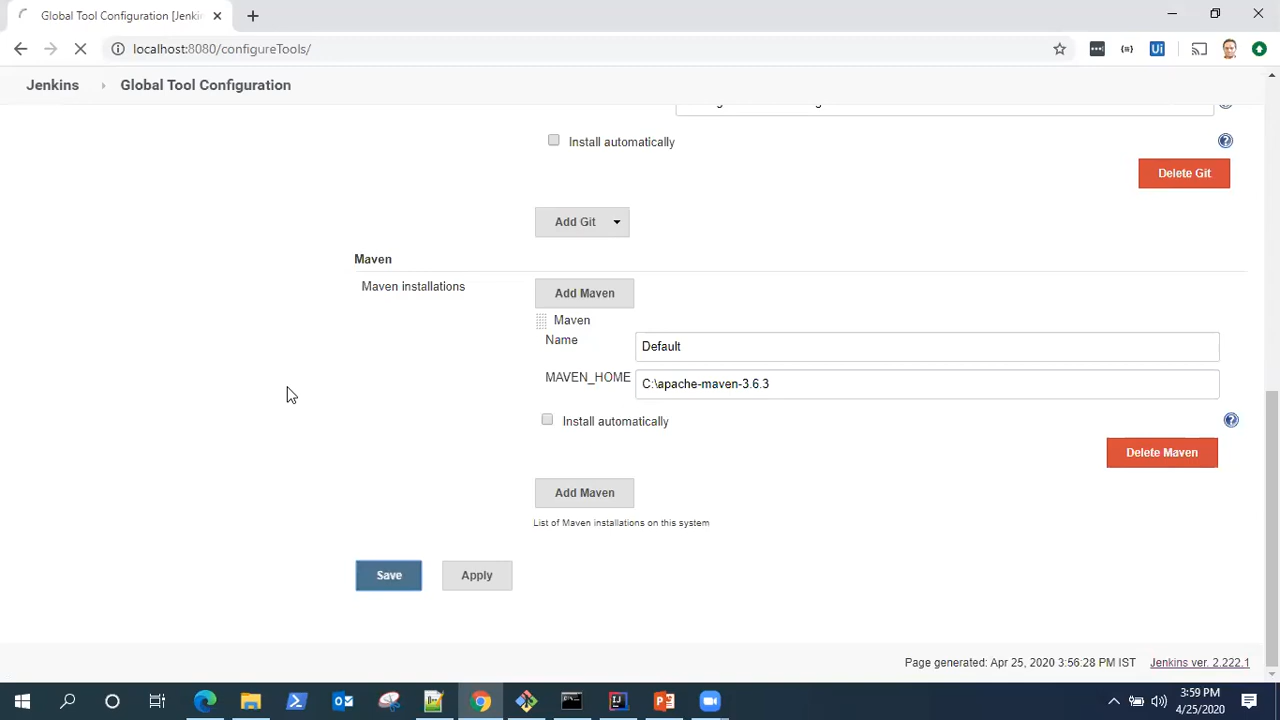 Global Tool Configuration [Jenki
localhost:8080/configureTools/
Jenkins
Global Tool Configuration
Install automatically
Delete Git
Add Git
Maven
Maven installations
Add Maven
Maven
Name
Default
MAVEN_HOME
C:\apache-maven-3.6.3
Install automatically
Delete Maven
Add Maven
List of Maven installations on this system
Save
Apply
Page generated: Apr 25, 2020 3:56:28 PM IST
Jenkins ver. 2.222.1
3:59 PM
4/25/2020